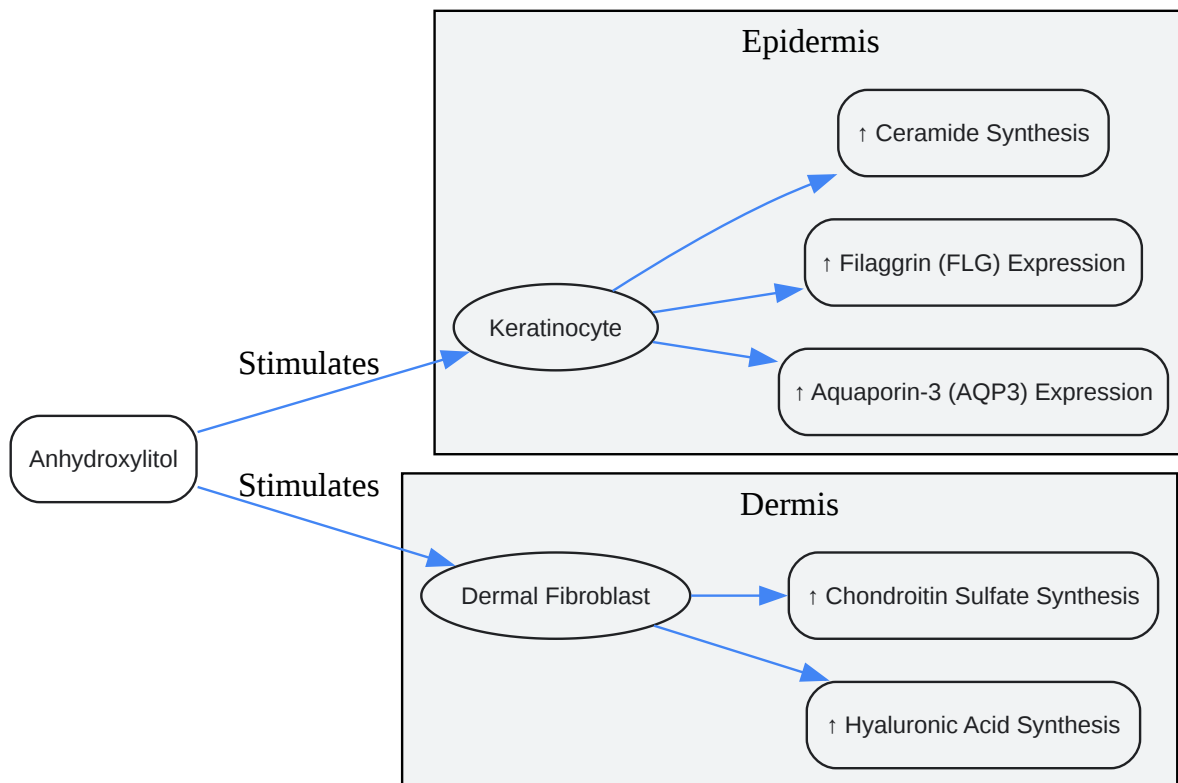 Epidermis
↑ Ceramide Synthesis
↑ Filaggrin (FLG) Expression
Keratinocyte
↑ Aquaporin-3 (AQP3) Expression
Stimulates
Anhydroxylitol
Stimulates
Dermis
Dermal Fibroblast
↑ Chondroitin Sulfate Synthesis
↑ Hyaluronic Acid Synthesis